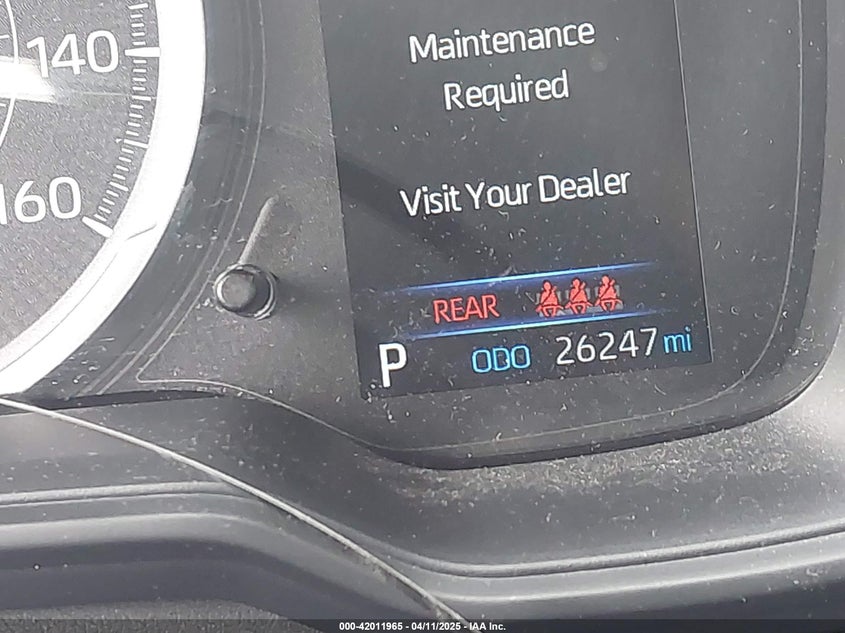 140
160
Maintenance
Required
Visit Your Dealer
REAR
P ODO 26247 mi
000-42011965 - 04/11/2025 - IAA Inc.